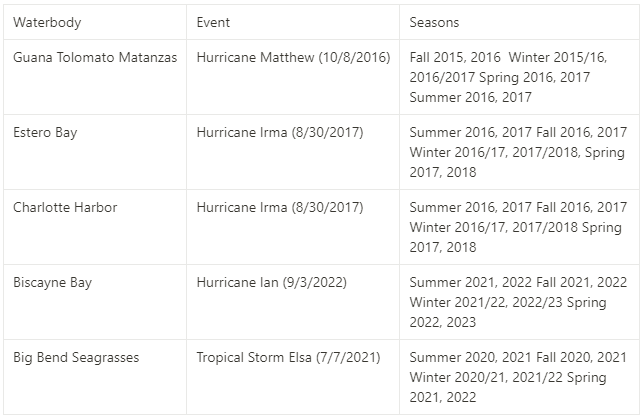 Waterbody Event Seasons
Guana Tolomato Matanzas Hurricane Matthew (10/8/2016) Fall 2015, 2016 Winter 2015/16,
2016/2017 Spring 2016, 2017
Summer 2016, 2017
Estero Bay Hurricane Irma (8/30/2017) Summer 2016, 2017 Fall 2016, 2017
Winter 2016/17, 2017/2018, Spring
2017, 2018
Charlotte Harbor Hurricane Irma (8/30/2017) Summer 2016, 2017 Fall 2016, 2017
Winter 2016/17, 2017/2018 Spring
2017, 2018
Biscayne Bay Hurricane Ian (9/3/2022) Summer 2021, 2022 Fall 2021, 2022
Winter 2021/22, 2022/23 Spring
2022, 2023
Big Bend Seagrasses Tropical Storm Elsa (7/7/2021) Summer 2020, 2021 Fall 2020, 2021
Winter 2020/21, 2021/22 Spring
2021, 2022